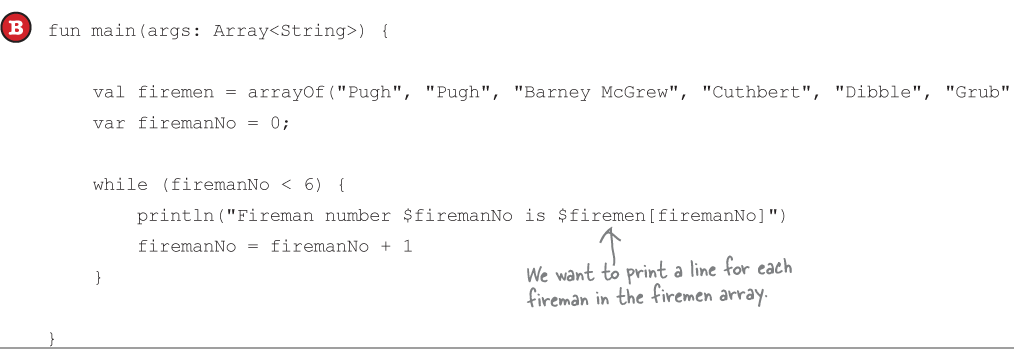 B fun main(args: Array<String>) {
val firemen = arrayOf("Pugh", "Pugh", "Barney McGrew", "Cuthbert", "Dibble", "Grub"
var firemanNo = 0;
while (firemanNo < 6) {
println("Fireman number $firemanNo is $firemen[firemanNo]")
firemanNo = firemanNo + 1
}
We want to print a line for each
fireman in the firemen array.
}